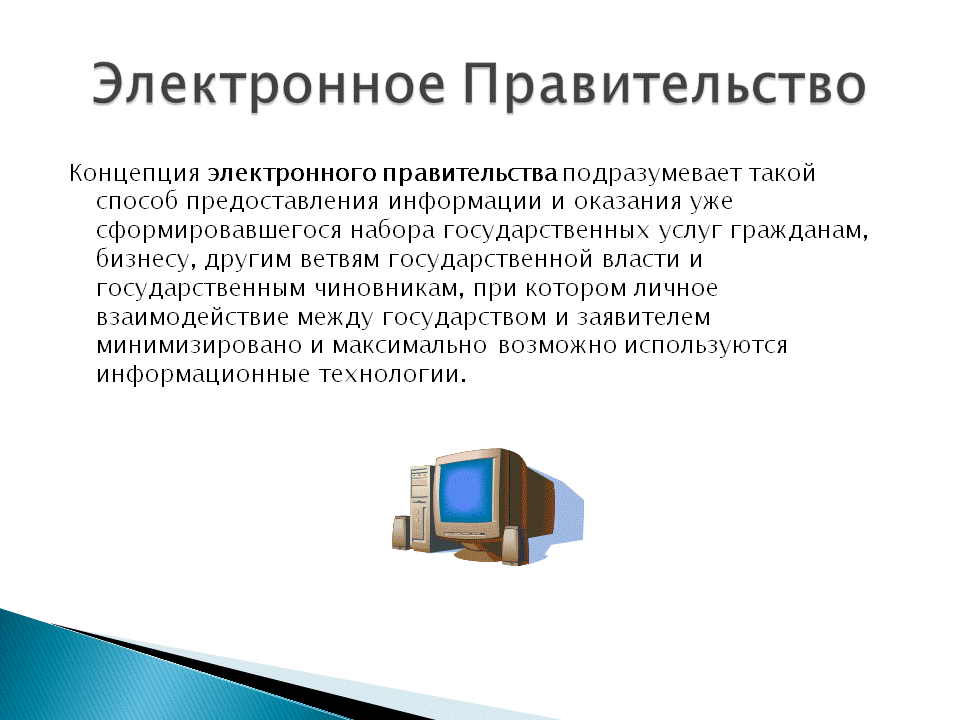 Электронное Правительство
Концепция электронного правительства подразумевает такой
способ предоставления информации и оказания уже
сформировавшегося набора государственных услуг гражданам,
бизнесу, другим ветвям государственной власти и
государственным чиновникам, при котором личное
взаимодействие между государством и заявителем
минимизировано и максимально возможно используются
информационные технологии.